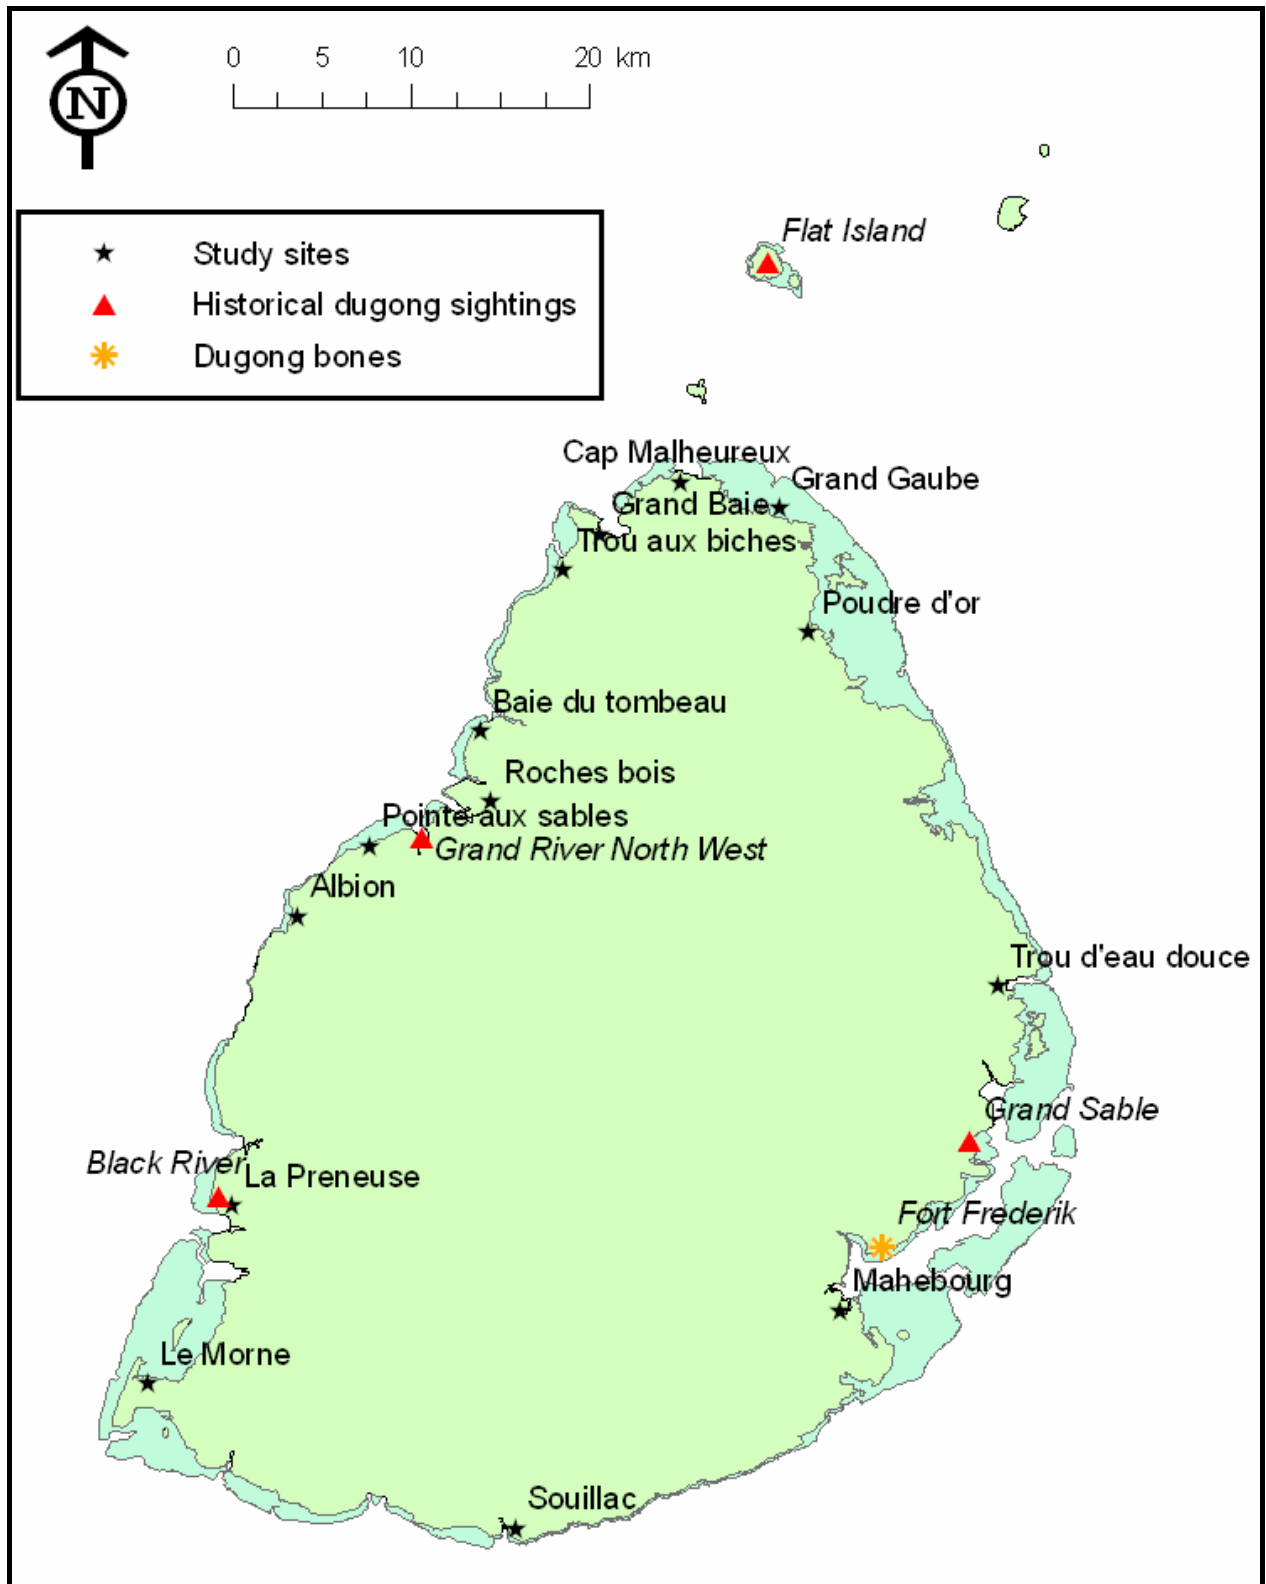 0 5 10 20 km
N
Study sites
Historical dugong sightings
Dugong bones
Flat Island
Cap Malheureux
Grand Gaube
Grand Baie
Trou aux biches
Poudre d'or
Baie du tombeau
Roches bois
Pointe aux sables
Grand River North West
Albion
Trou d'eau douce
Grand Sable
Black River
La Preneuse
Fort Frederik
Mahebourg
Le Morne
Souillac